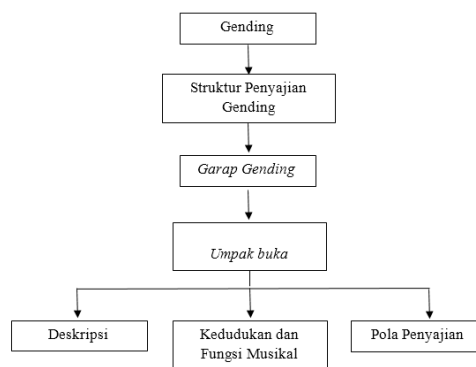 Gending
Struktur Penyajian
Gending
Garap Gending
Umpak buka
Deskripsi
Kedudukan dan
Fungsi Musikal
Pola Penyajian